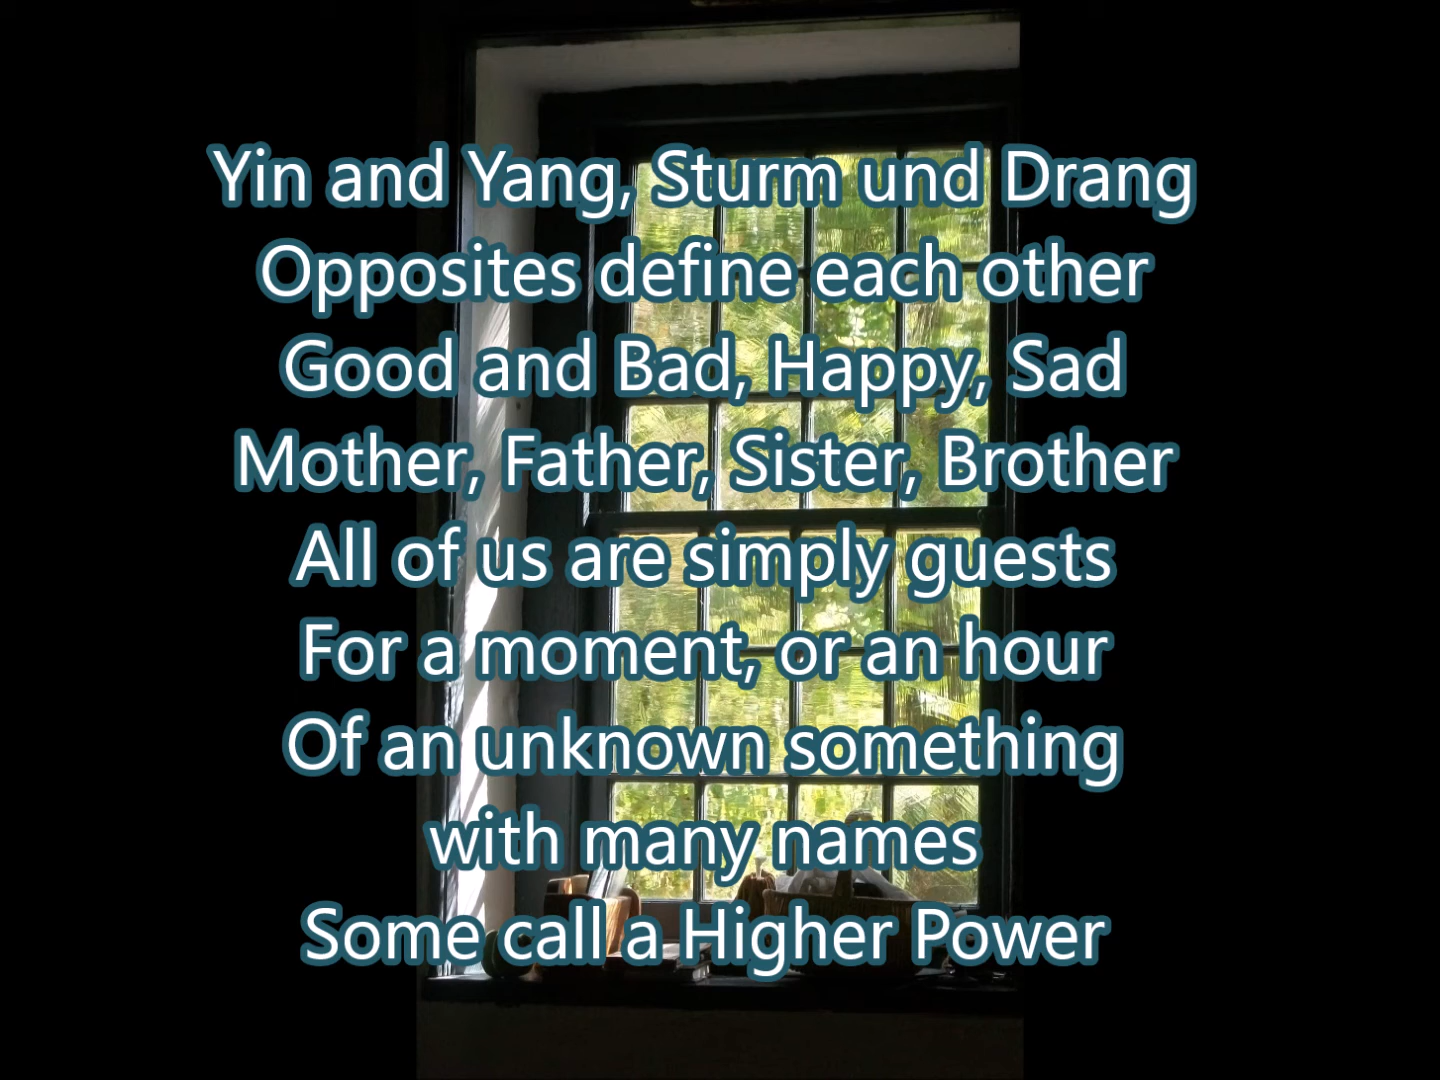 Yin and Yang, Sturm und Drang
Opposites define each other
Good and Bad, Happy, Sad
Mother, Father, Sister, Brother
All of us are simply guests
For a moment, or an hour
Of an unknown something
with many names
Some call a Higher Power